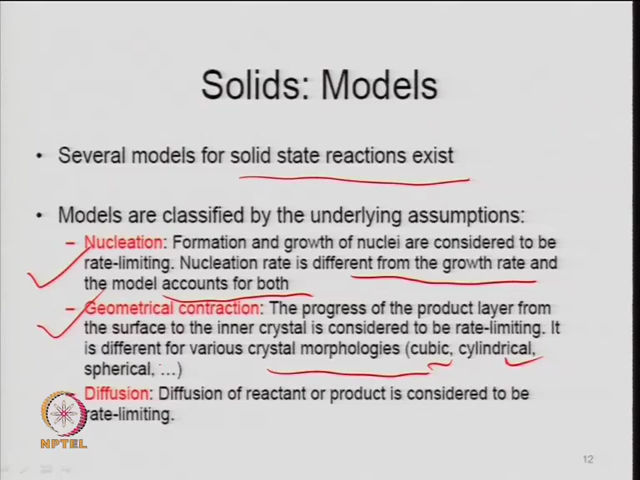 Solids: Models
• Several models for solid state reactions exist
• Models are classified by the underlying assumptions:
– Nucleation: Formation and growth of nuclei are considered to be
rate-limiting. Nucleation rate is different from the growth rate and
the model accounts for both
– Geometrical contraction: The progress of the product layer from
the surface to the inner crystal is considered to be rate-limiting. It
is different for various crystal morphologies (cubic, cylindrical,
spherical, …)
– Diffusion: Diffusion of reactant or product is considered to be
rate-limiting.
NPTEL
12